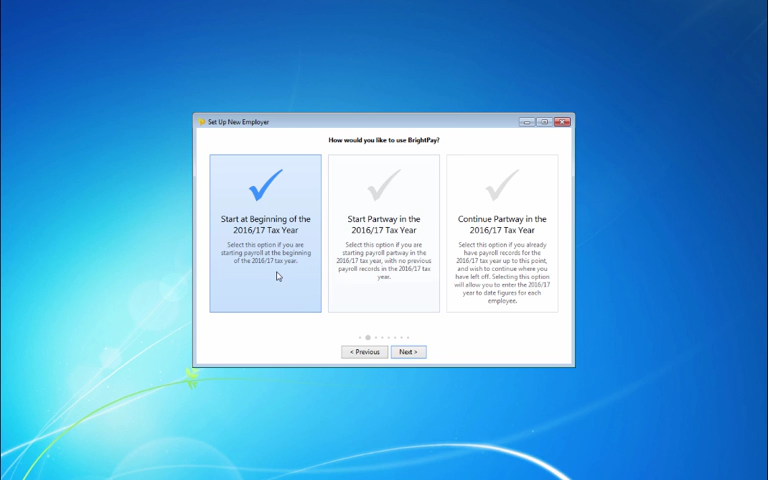 Set Up New Employer
How would you like to use BrightPay?
Start at Beginning of the
2016/17 Tax Year
Select this option if you are
starting payroll at the beginning
of the 2016/17 tax year.
Start Partway in the
2016/17 Tax Year
Select this option if you are
starting payroll partway in the
2016/17 tax year, with no previous
payroll records in the 2016/17 tax
year.
Continue Partway in the
2016/17 Tax Year
Select this option if you already
have payroll records for the
2016/17 tax year up to this point,
and wish to continue where you
have left off. Selecting this option
will allow you to enter the 2016/17
year to date figures for each
employee.
< Previous
Next >